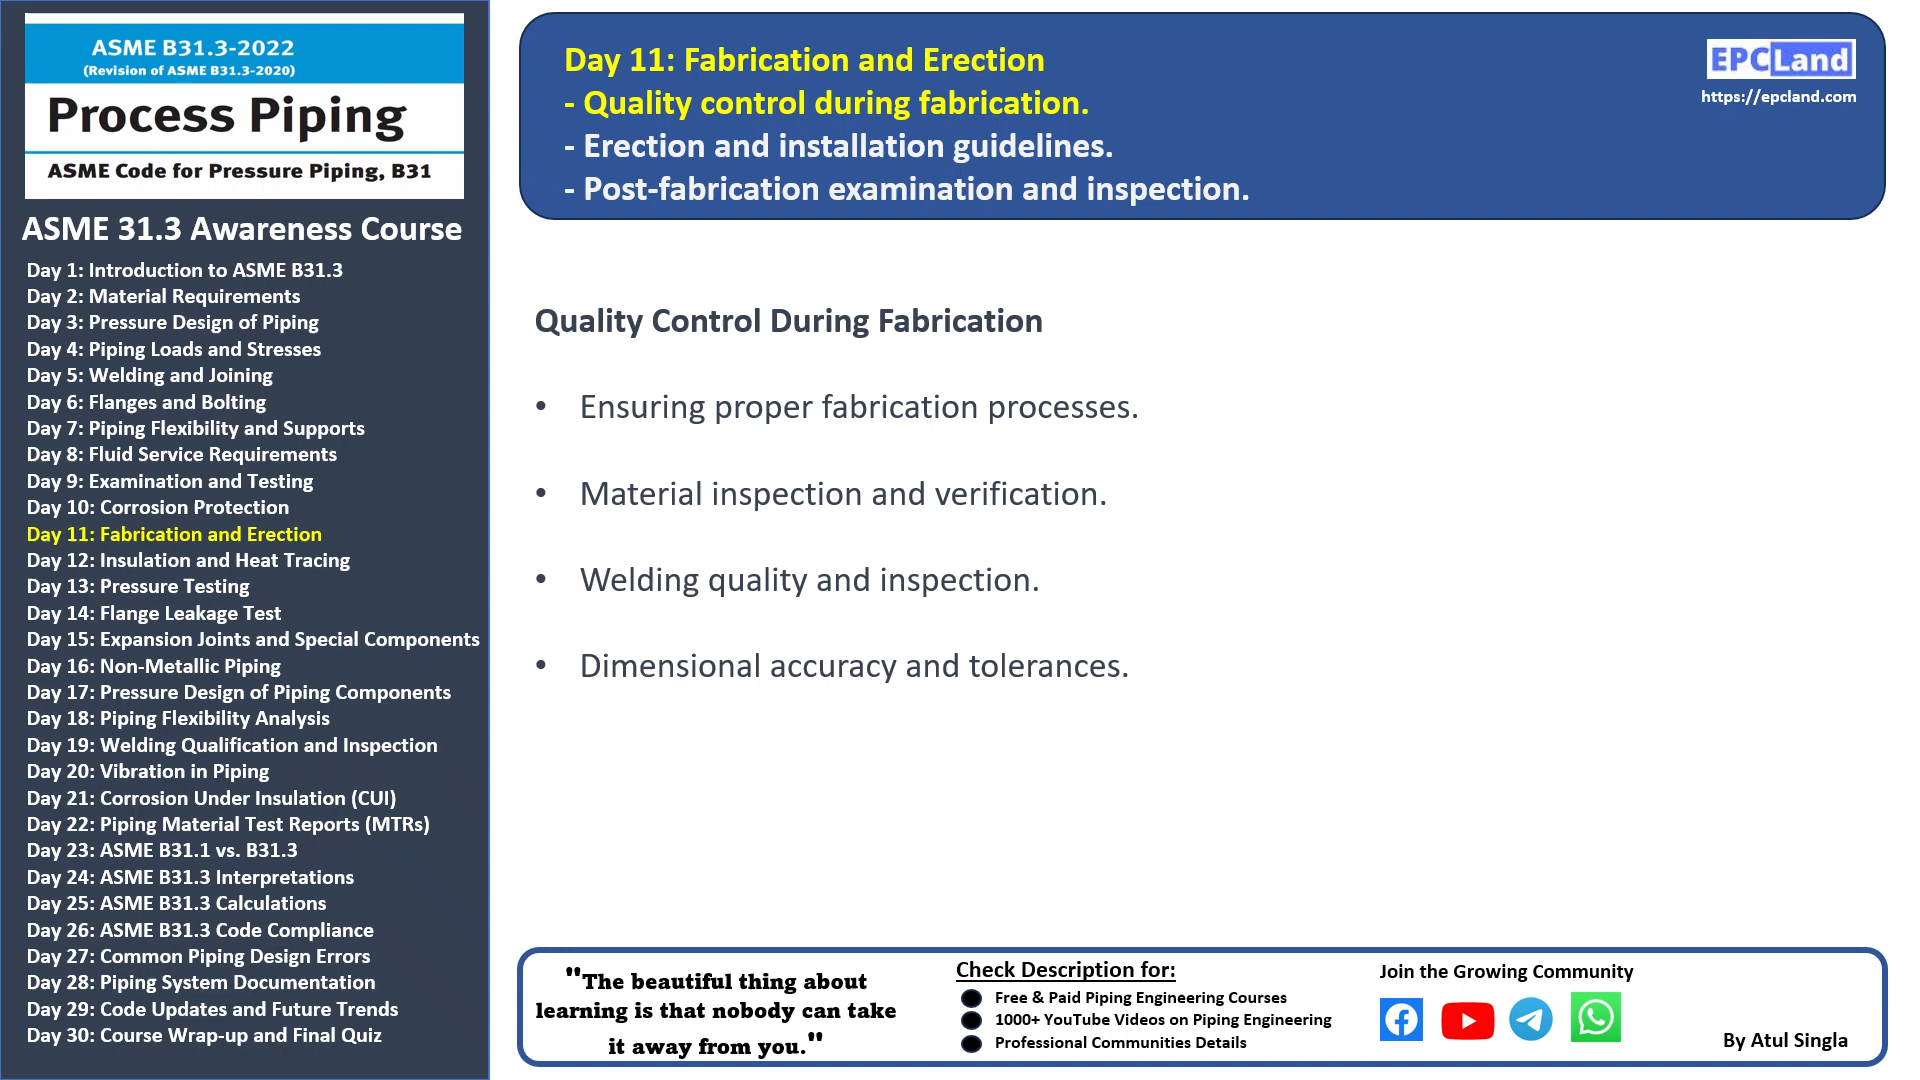 ASME B31.3-2022
(Revision of ASME B31.3-2020)
Process Piping
ASME Code for Pressure Piping, B31
ASME 31.3 Awareness Course
Day 1: Introduction to ASME B31.3
Day 2: Material Requirements
Day 3: Pressure Design of Piping
Day 4: Piping Loads and Stresses
Day 5: Welding and Joining
Day 6: Flanges and Bolting
Day 7: Piping Flexibility and Supports
Day 8: Fluid Service Requirements
Day 9: Examination and Testing
Day 10: Corrosion Protection
Day 11: Fabrication and Erection
Day 12: Insulation and Heat Tracing
Day 13: Pressure Testing
Day 14: Flange Leakage Test
Day 15: Expansion Joints and Special Components
Day 16: Non-Metallic Piping
Day 17: Pressure Design of Piping Components
Day 18: Piping Flexibility Analysis
Day 19: Welding Qualification and Inspection
Day 20: Vibration in Piping
Day 21: Corrosion Under Insulation (CUI)
Day 22: Piping Material Test Reports (MTRs)
Day 23: ASME B31.1 vs. B31.3
Day 24: ASME B31.3 Interpretations
Day 25: ASME B31.3 Calculations
Day 26: ASME B31.3 Code Compliance
Day 27: Common Piping Design Errors
Day 28: Piping System Documentation
Day 29: Code Updates and Future Trends
Day 30: Course Wrap-up and Final Quiz
Day 11: Fabrication and Erection
- Quality control during fabrication.
- Erection and installation guidelines.
- Post-fabrication examination and inspection.
EPCLand
https://epcland.com
Quality Control During Fabrication
• Ensuring proper fabrication processes.
• Material inspection and verification.
• Welding quality and inspection.
• Dimensional accuracy and tolerances.
"The beautiful thing about
learning is that nobody can take
it away from you."
Check Description for:
Free & Paid Piping Engineering Courses
1000+ YouTube Videos on Piping Engineering
Professional Communities Details
Join the Growing Community
By Atul Singla